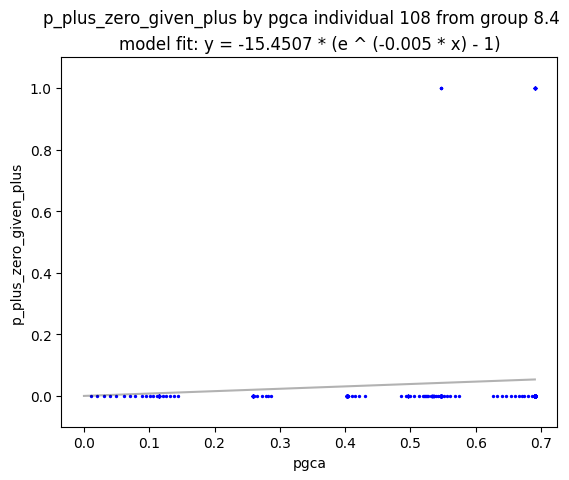 p_plus_zero_given_plus by pgca individual 108 from group 8.4
model fit: y = -15.4507 * (e ^ (-0.005 * x) - 1)
1.0
0.8
0.6
0.4
0.2
0.0
p_plus_zero_given_plus
0.0 0.1 0.2 0.3 0.4 0.5 0.6 0.7
pgca